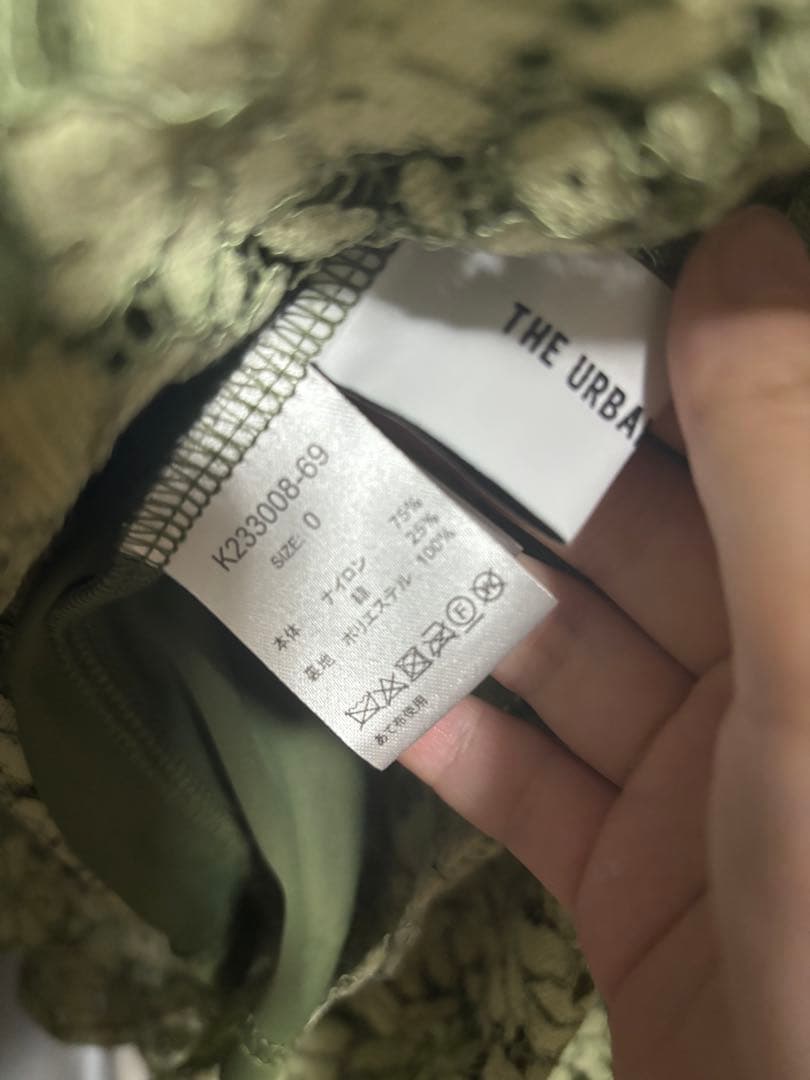 THE URBA
K233008-69
SIZE: 0
本体 ナイロン 75%
綿 25%
裏地 ポリエステル 100%
F W
あて布使用